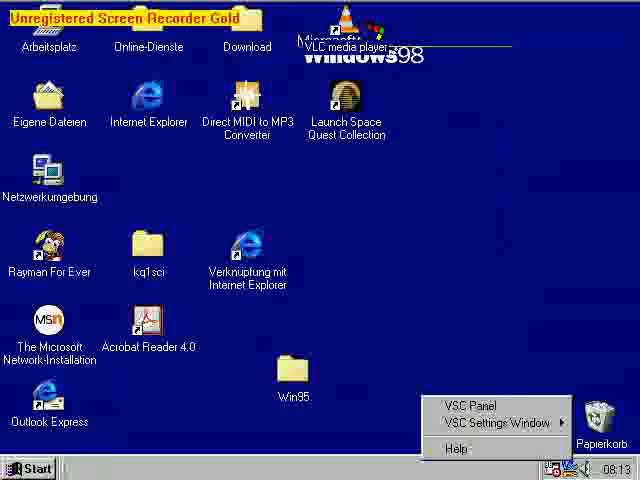 Unregistered Screen Recorder Gold
Arbeitsplatz
Online-Dienste
Download
VLC media player
Microsoft
Windows98
Eigene Dateien
Internet Explorer
Direct MIDI to MP3
Converter
Launch Space
Quest Collection
Netzwerkumgebung
Rayman For Ever
kq1sci
Verknüpfung mit
Internet Explorer
msn
The Microsoft
Network-Installation
Acrobat Reader 4.0
Win95
Outlook Express
VSC Panel
VSC Settings Window
Help
Papierkorb
Start
08:13